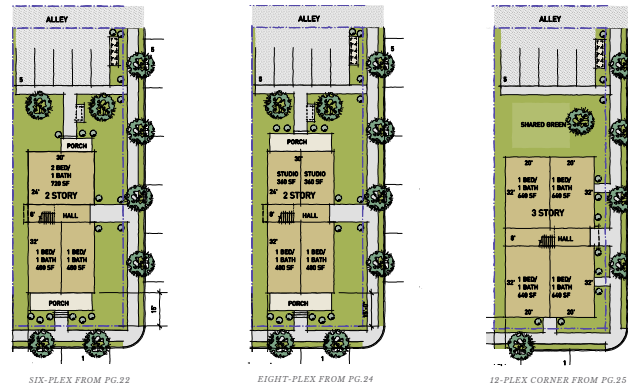 ALLEY
5
5
PORCH
30'
2 BED/
1 BATH
720 SF
24'
2 STORY
8'
HALL
32'
1 BED/
1 BATH
480 SF
1 BED/
1 BATH
480 SF
PORCH
15'
1
SIX-PLEX FROM PG.22
ALLEY
5
5
PORCH
30'
STUDIO
360 SF
STUDIO
360 SF
24'
2 STORY
8'
HALL
32'
1 BED/
1 BATH
480 SF
1 BED/
1 BATH
480 SF
PORCH
1
EIGHT-PLEX FROM PG.24
ALLEY
5
SHARED GREEN
20'
20'
32'
1 BED/
1 BATH
640 SF
1 BED/
1 BATH
640 SF
32'
3 STORY
8'
HALL
32'
1 BED/
1 BATH
640 SF
1 BED/
1 BATH
640 SF
32'
20'
20'
1
12-PLEX CORNER FROM PG.25